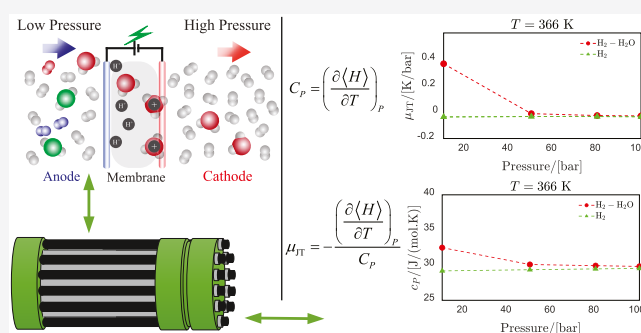 Low Pressure
High Pressure
H⁻
H⁻
H⁻
H⁻
H⁻
+
+
Anode
Membrane
Cathode
C_P = (∂⟨H⟩/∂T)_P
μ_JT = − (∂⟨H⟩/∂T)_P / C_P
T = 366 K
H₂ − H₂O
H₂
μ_JT/[K/bar]
0.4
0.2
0
-0.2
20
40
60
80
100
Pressure/[bar]
T = 366 K
H₂ − H₂O
H₂
c_P/[J/(mol.K)]
40
35
30
25
20
40
60
80
100
Pressure/[bar]